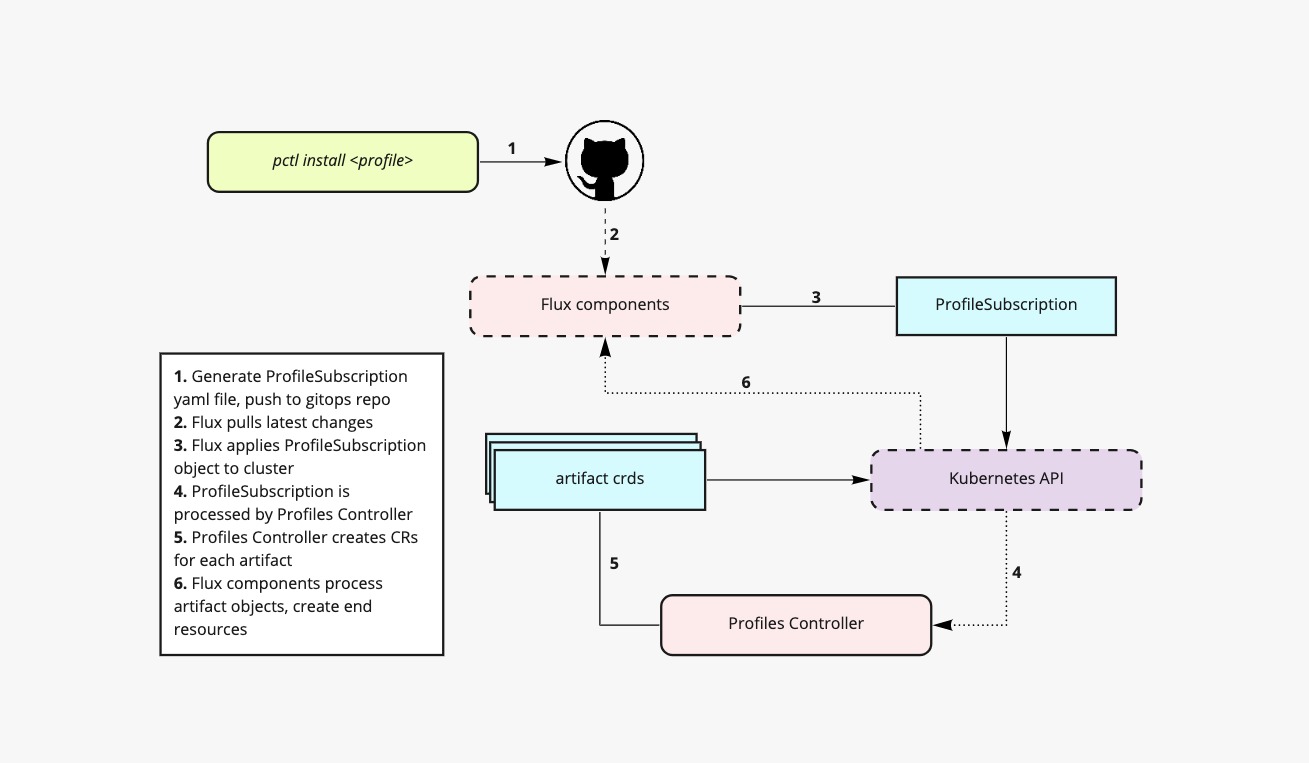 pctl install <profile>
1
2
Flux components
3
ProfileSubscription
6
artifact crds
Kubernetes API
5
4
Profiles Controller
1. Generate ProfileSubscription
yaml file, push to gitops repo
2. Flux pulls latest changes
3. Flux applies ProfileSubscription
object to cluster
4. ProfileSubscription is
processed by Profiles Controller
5. Profiles Controller creates CRs
for each artifact
6. Flux components process
artifact objects, create end
resources